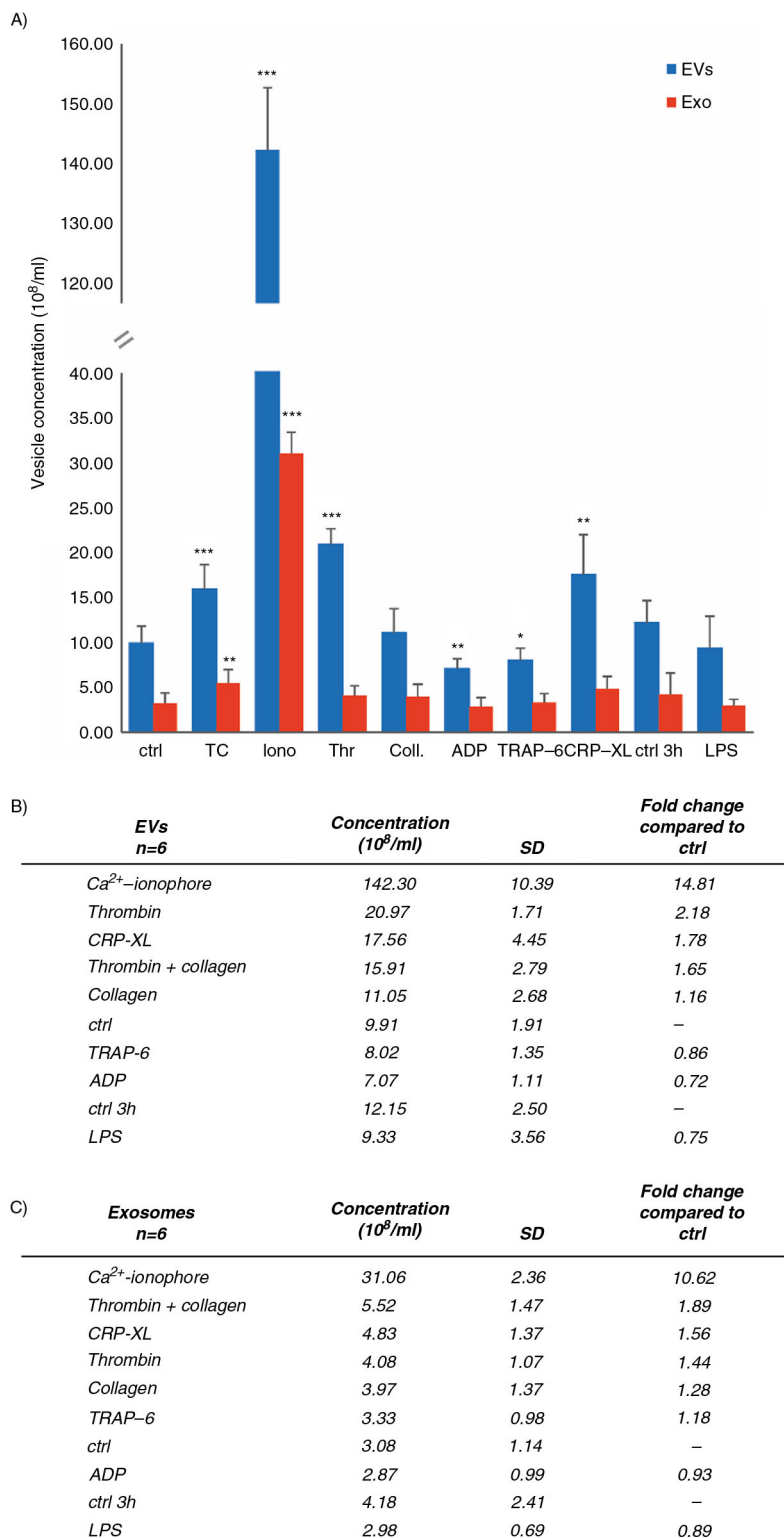 A)
160.00
150.00
140.00
130.00
120.00
40.00
35.00
30.00
25.00
20.00
15.00
10.00
5.00
0.00
Vesicle concentration (10⁸/ml)
EVs
Exo
***
***
***
**
***
**
*
**
ctrl TC Iono Thr Coll. ADP TRAP–6 CRP–XL ctrl 3h LPS
B)
EVs n=6 Concentration (10⁸/ml) SD Fold change compared to ctrl
Ca²⁺–ionophore 142.30 10.39 14.81
Thrombin 20.97 1.71 2.18
CRP-XL 17.56 4.45 1.78
Thrombin + collagen 15.91 2.79 1.65
Collagen 11.05 2.68 1.16
ctrl 9.91 1.91 –
TRAP-6 8.02 1.35 0.86
ADP 7.07 1.11 0.72
ctrl 3h 12.15 2.50 –
LPS 9.33 3.56 0.75
C)
Exosomes n=6 Concentration (10⁸/ml) SD Fold change compared to ctrl
Ca²⁺-ionophore 31.06 2.36 10.62
Thrombin + collagen 5.52 1.47 1.89
CRP-XL 4.83 1.37 1.56
Thrombin 4.08 1.07 1.44
Collagen 3.97 1.37 1.28
TRAP–6 3.33 0.98 1.18
ctrl 3.08 1.14 –
ADP 2.87 0.99 0.93
ctrl 3h 4.18 2.41 –
LPS 2.98 0.69 0.89